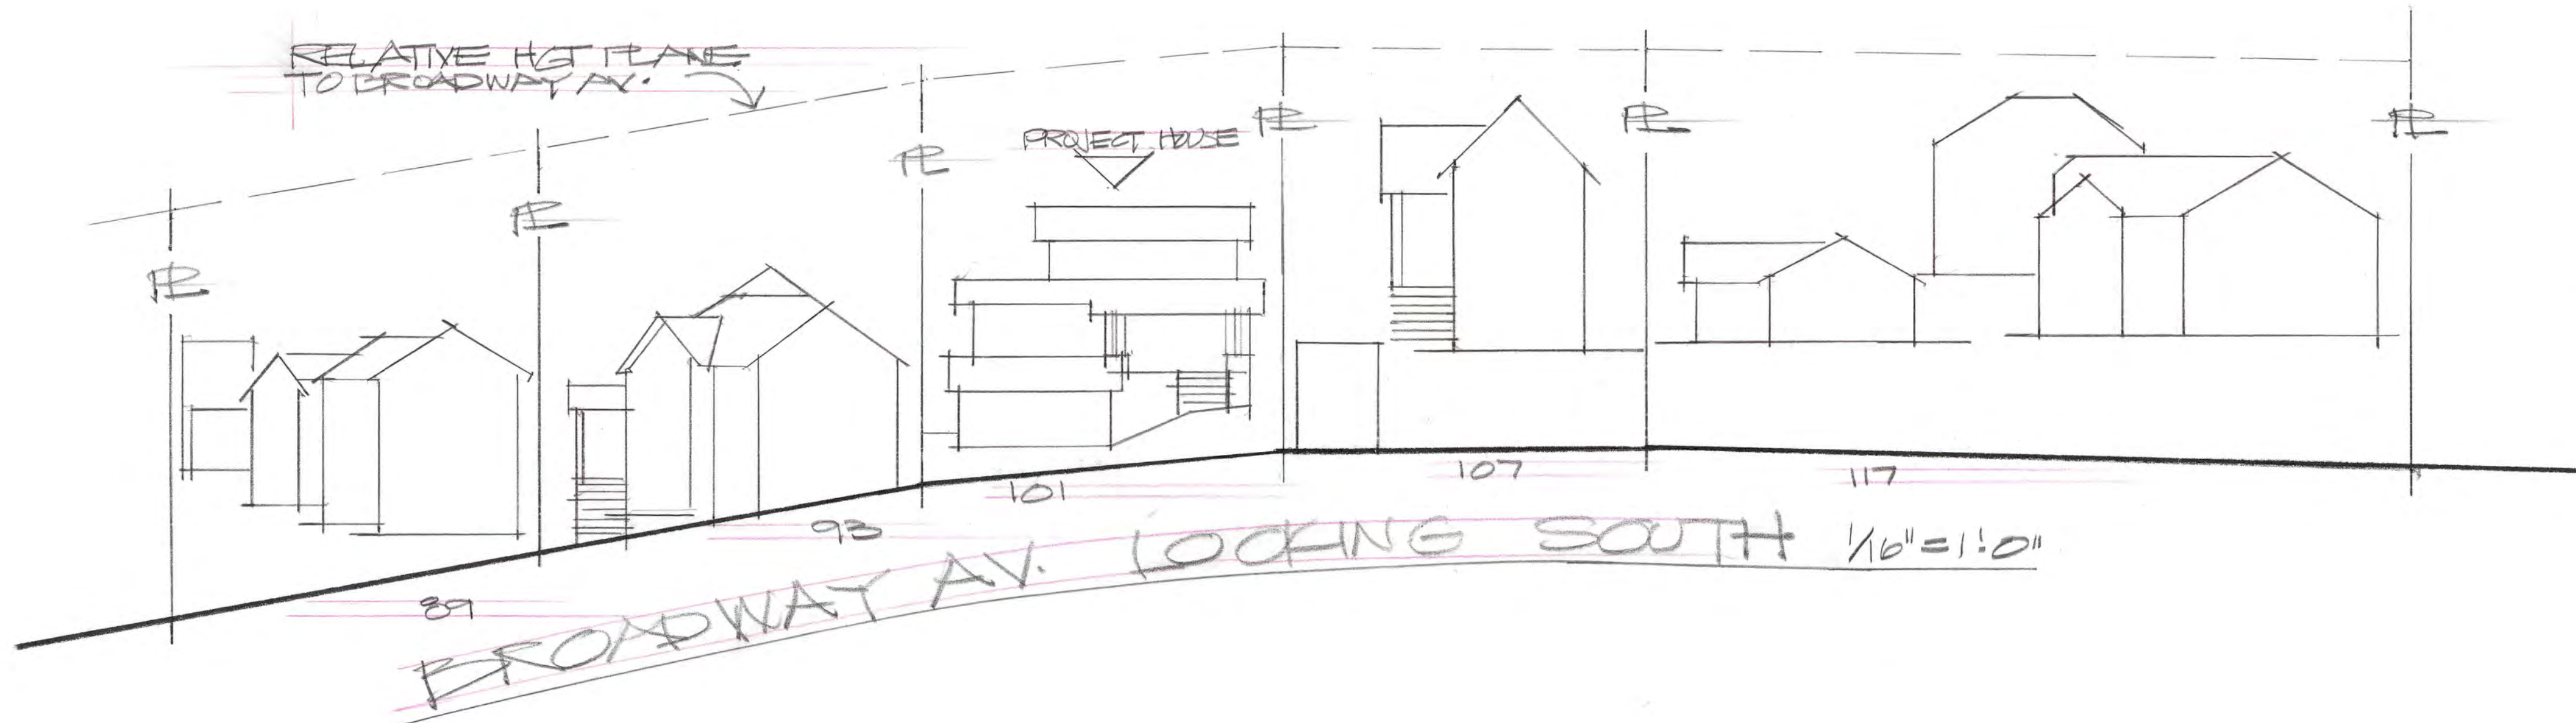 RELATIVE HGT PLANE
TO BROADWAY AV.
PROJECT HOUSE
PL
PL
PL
PL
PL
PL
89
93
101
107
117
BROADWAY AV. LOOKING SOUTH 1/16"=1'.0"